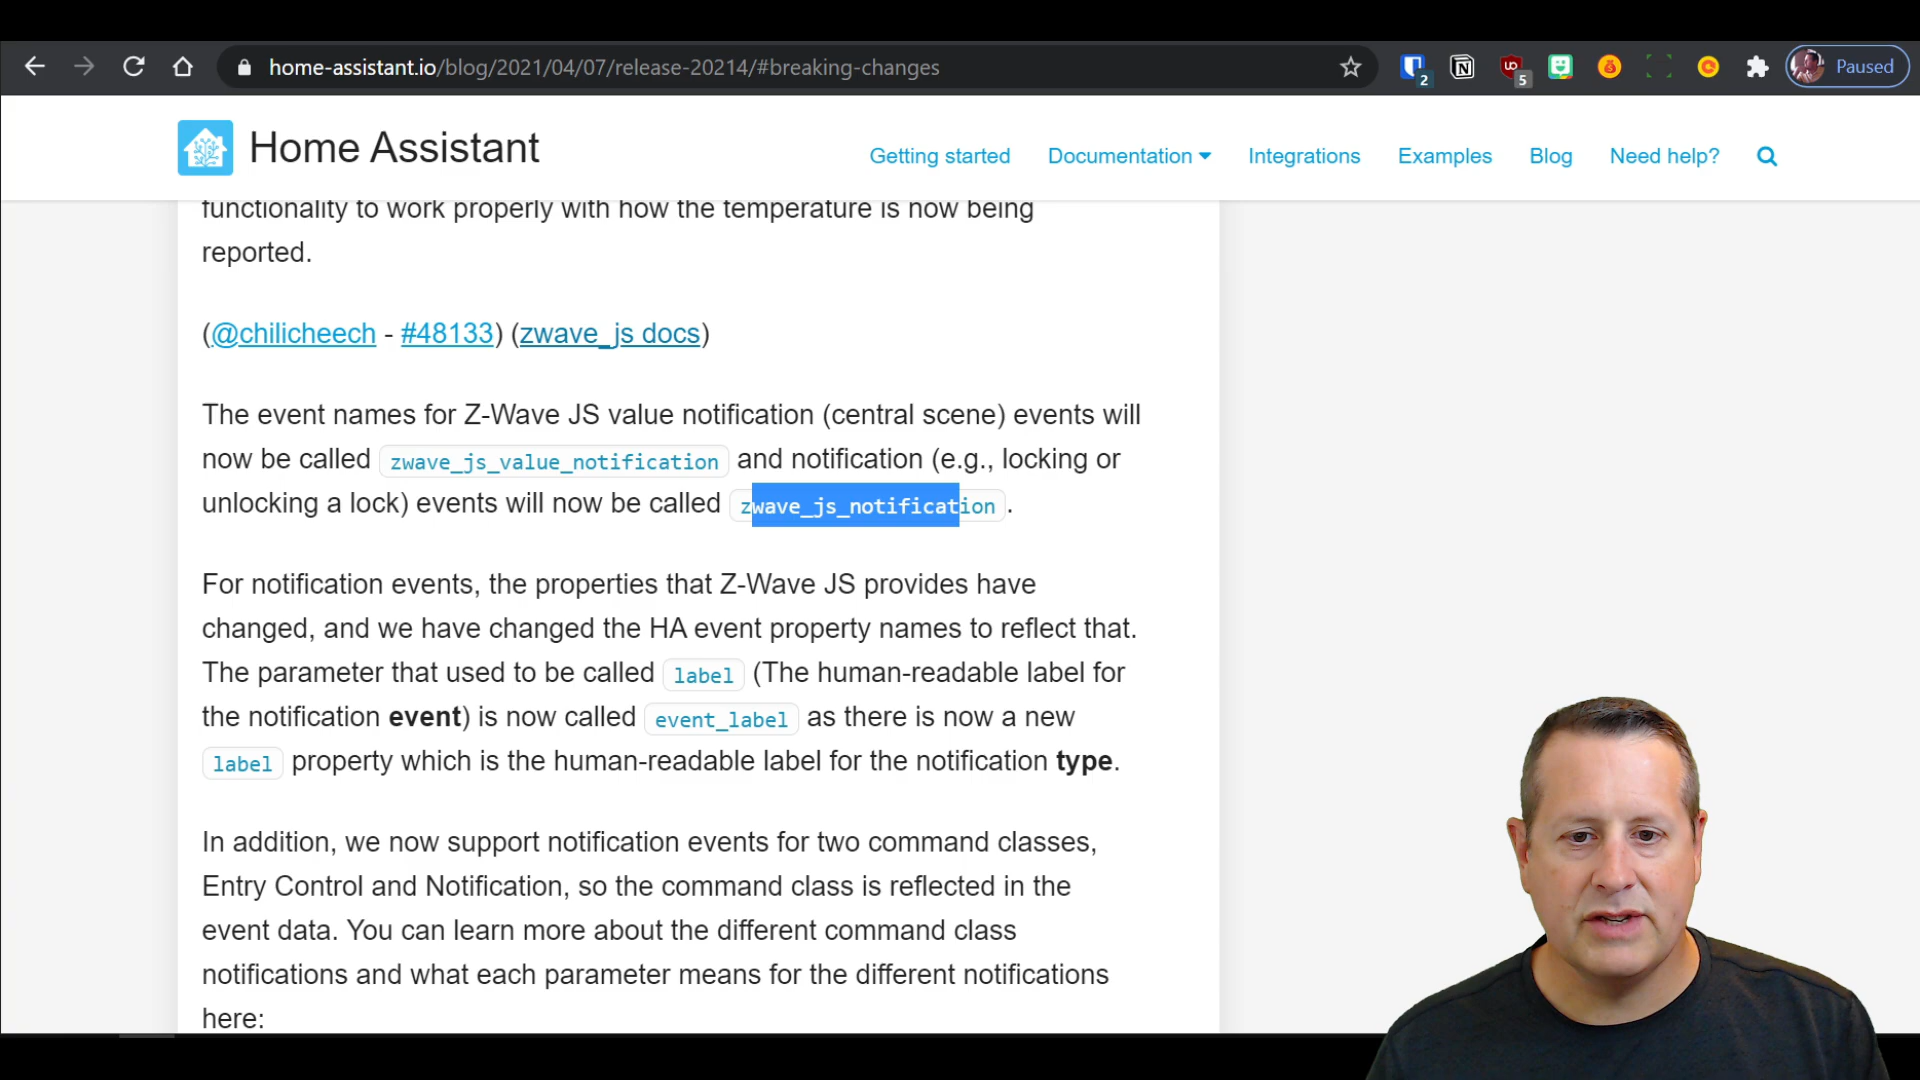 home-assistant.io/blog/2021/04/07/release-20214/#breaking-changes
2
5
Paused
Home Assistant
Getting started
Documentation
Integrations
Examples
Blog
Need help?
functionality to work properly with how the temperature is now being
reported.
(@chilicheech - #48133) (zwave_js docs)
The event names for Z-Wave JS value notification (central scene) events will
now be called zwave_js_value_notification and notification (e.g., locking or
unlocking a lock) events will now be called zwave_js_notification.
For notification events, the properties that Z-Wave JS provides have
changed, and we have changed the HA event property names to reflect that.
The parameter that used to be called label (The human-readable label for
the notification event) is now called event_label as there is now a new
label property which is the human-readable label for the notification type.
In addition, we now support notification events for two command classes,
Entry Control and Notification, so the command class is reflected in the
event data. You can learn more about the different command class
notifications and what each parameter means for the different notifications
here: